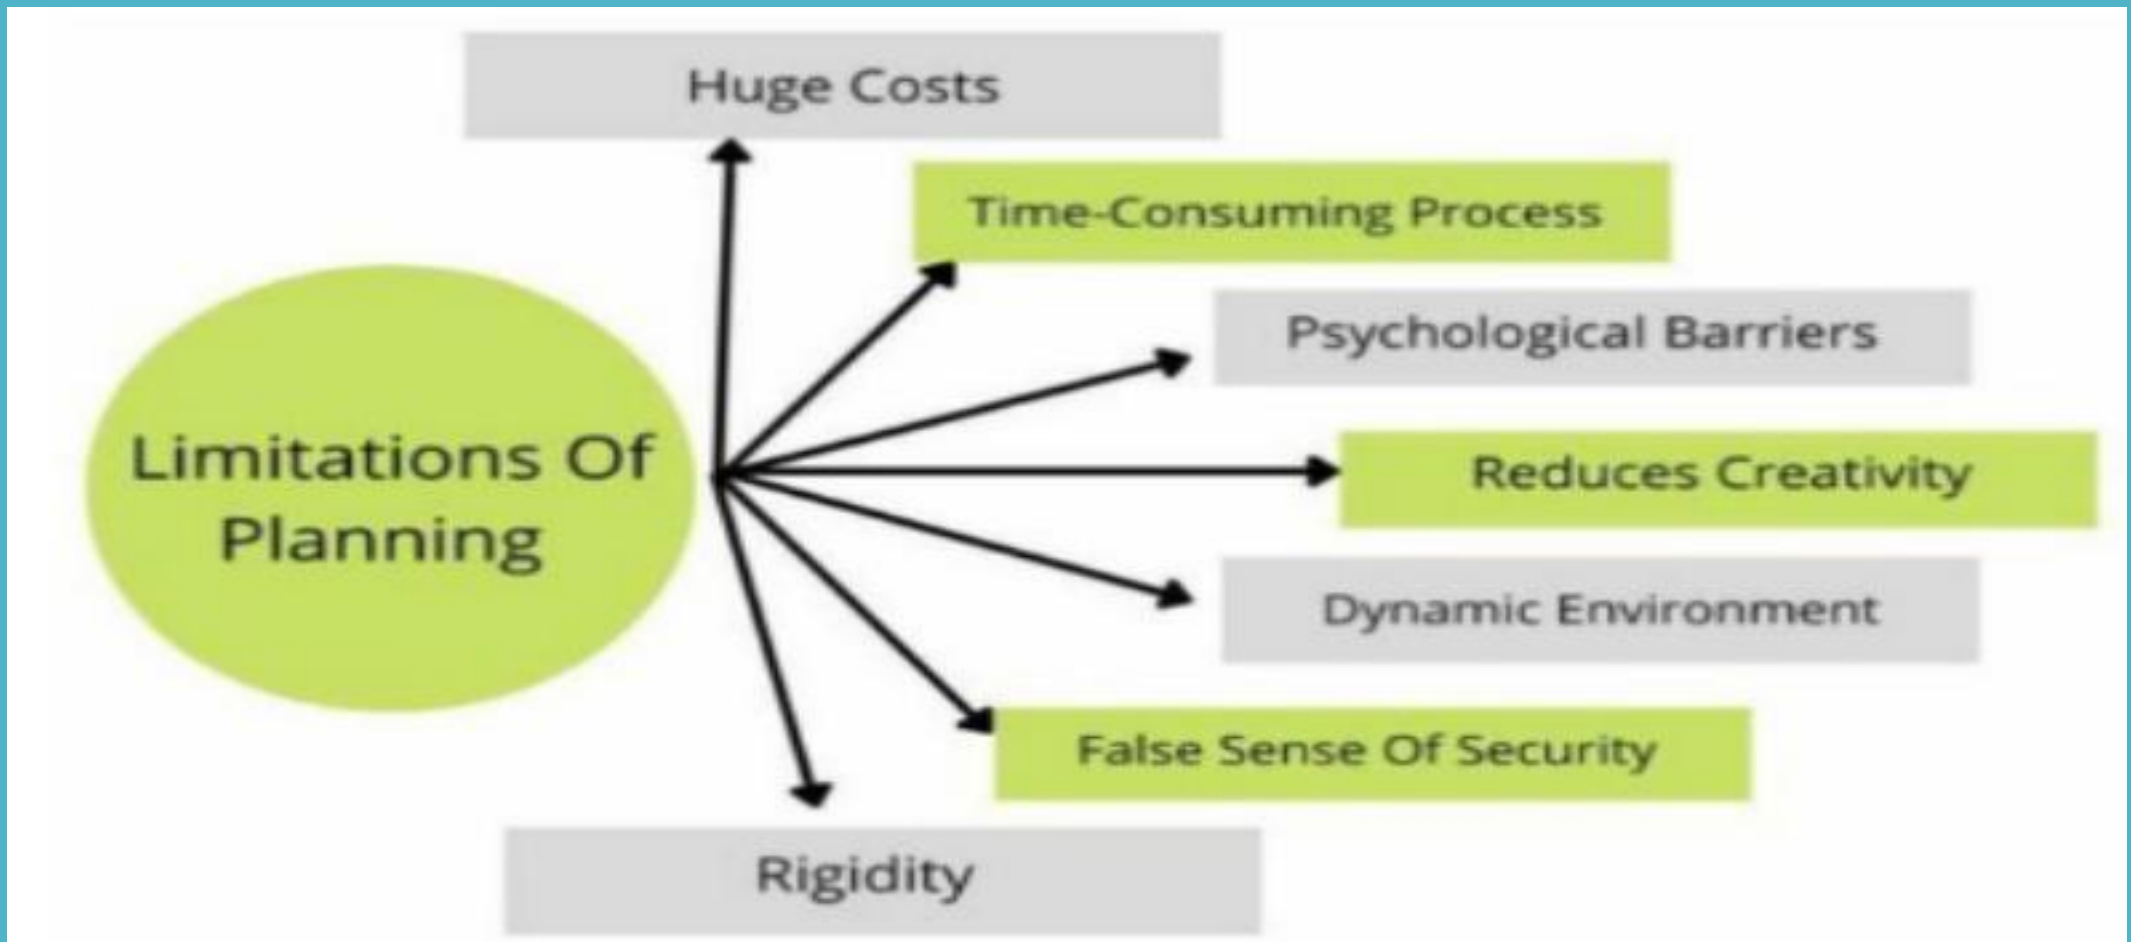 Huge Costs
Time-Consuming Process
Psychological Barriers
Limitations Of
Planning
Reduces Creativity
Dynamic Environment
False Sense Of Security
Rigidity